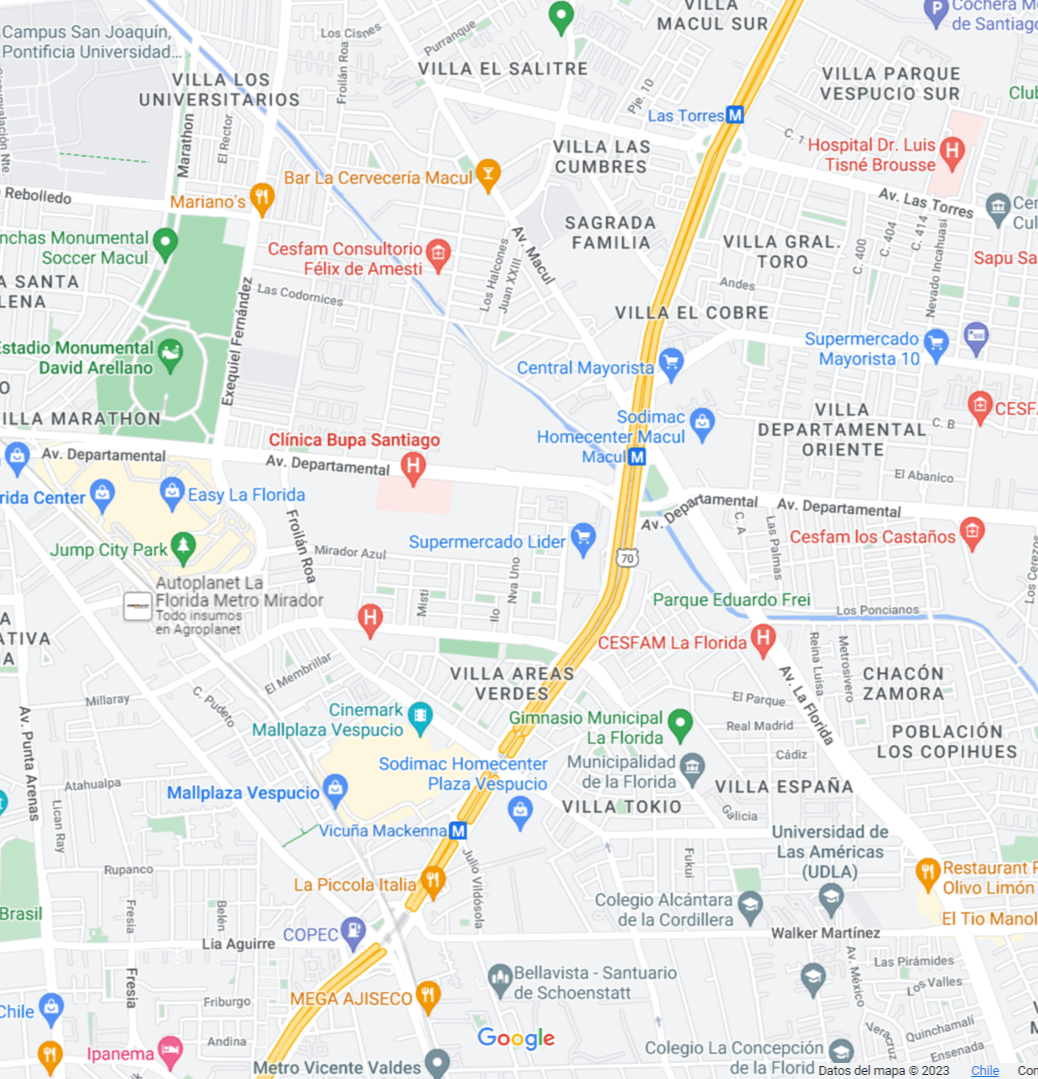 Campus San Joaquín,
Pontificia Universidad...
Los Cisnes
Purranque
VILLA
MACUL SUR
Cochera M
de Santiag
VILLA EL SALITRE
VILLA LOS
UNIVERSITARIOS
Froilán Roa
Pje. 10
VILLA PARQUE
VESPUCIO SUR
Club
Marathon
El Rector
Las Torres
C. 1
VILLA LAS
CUMBRES
Hospital Dr. Luis
Tisné Brousse
Bar La Cervecería Macul
Rebolledo
Mariano's
Av. Las Torres
Cen
Cul
nchas Monumental
Soccer Macul
SAGRADA
FAMILIA
Av. Macul
Cesfam Consultorio
Félix de Amesti
Los Halcones
Juan XXIII
VILLA GRAL.
TORO
C. 400
C. 404
C. 414
Nevado Incahuasi
Sapu Sa
A SANTA
LENA
Las Codornices
Exequiel Fernández
Andes
VILLA EL COBRE
Estadio Monumental
David Arellano
Supermercado
Mayorista 10
Central Mayorista
O
VILLA MARATHON
Sodimac
Homecenter Macul
Macul
VILLA
DEPARTAMENTAL
ORIENTE
C. B
CESFA
Clínica Bupa Santiago
Av. Departamental
Av. Departamental
El Abanico
rida Center
Easy La Florida
Av. Departamental
Av. Departamental
C. A
Las Palmas
Cesfam los Castaños
Froilán Roa
Jump City Park
Mirador Azul
Supermercado Lider
Nva Uno
70
Los Cerezos
Autoplanet La
Florida Metro Mirador
Todo insumos
en Agroplanet
Misti
Ilo
Parque Eduardo Frei
Los Poncianos
A
ATIVA
A
CESFAM La Florida
Reina Luisa
Metrosivero
El Membrillar
VILLA AREAS
VERDES
CHACÓN
ZAMORA
Millaray
C. Pudeto
El Parque
Av. La Florida
Av. Punta Arenas
Cinemark
Mallplaza Vespucio
Gimnasio Municipal
La Florida
Real Madrid
Cádiz
POBLACIÓN
LOS COPIHUES
Sodimac Homecenter
Plaza Vespucio
Municipalidad
de la Florida
Atahualpa
Mallplaza Vespucio
VILLA TOKIO
VILLA ESPAÑA
Galicia
Lican Ray
Vicuña Mackenna
Universidad de
Las Américas
(UDLA)
Rupanco
Julio Vildósola
Fukui
La Piccola Italia
Restaurant P
Olivo Limón
Fresia
Belén
Colegio Alcántara
de la Cordillera
El Tio Manol
Brasil
COPEC
Lia Aguirre
Walker Martínez
Fresia
Bellavista - Santuario
de Schoenstatt
Av. México
Las Pirámides
Los Valles
Friburgo
MEGA AJISECO
Chile
Veracruz
Quinchamalí
Andina
Google
Ipanema
Metro Vicente Valdes
Colegio La Concepción
de la Florid
Ensenada
V
M
Datos del mapa © 2023
Chile
Con